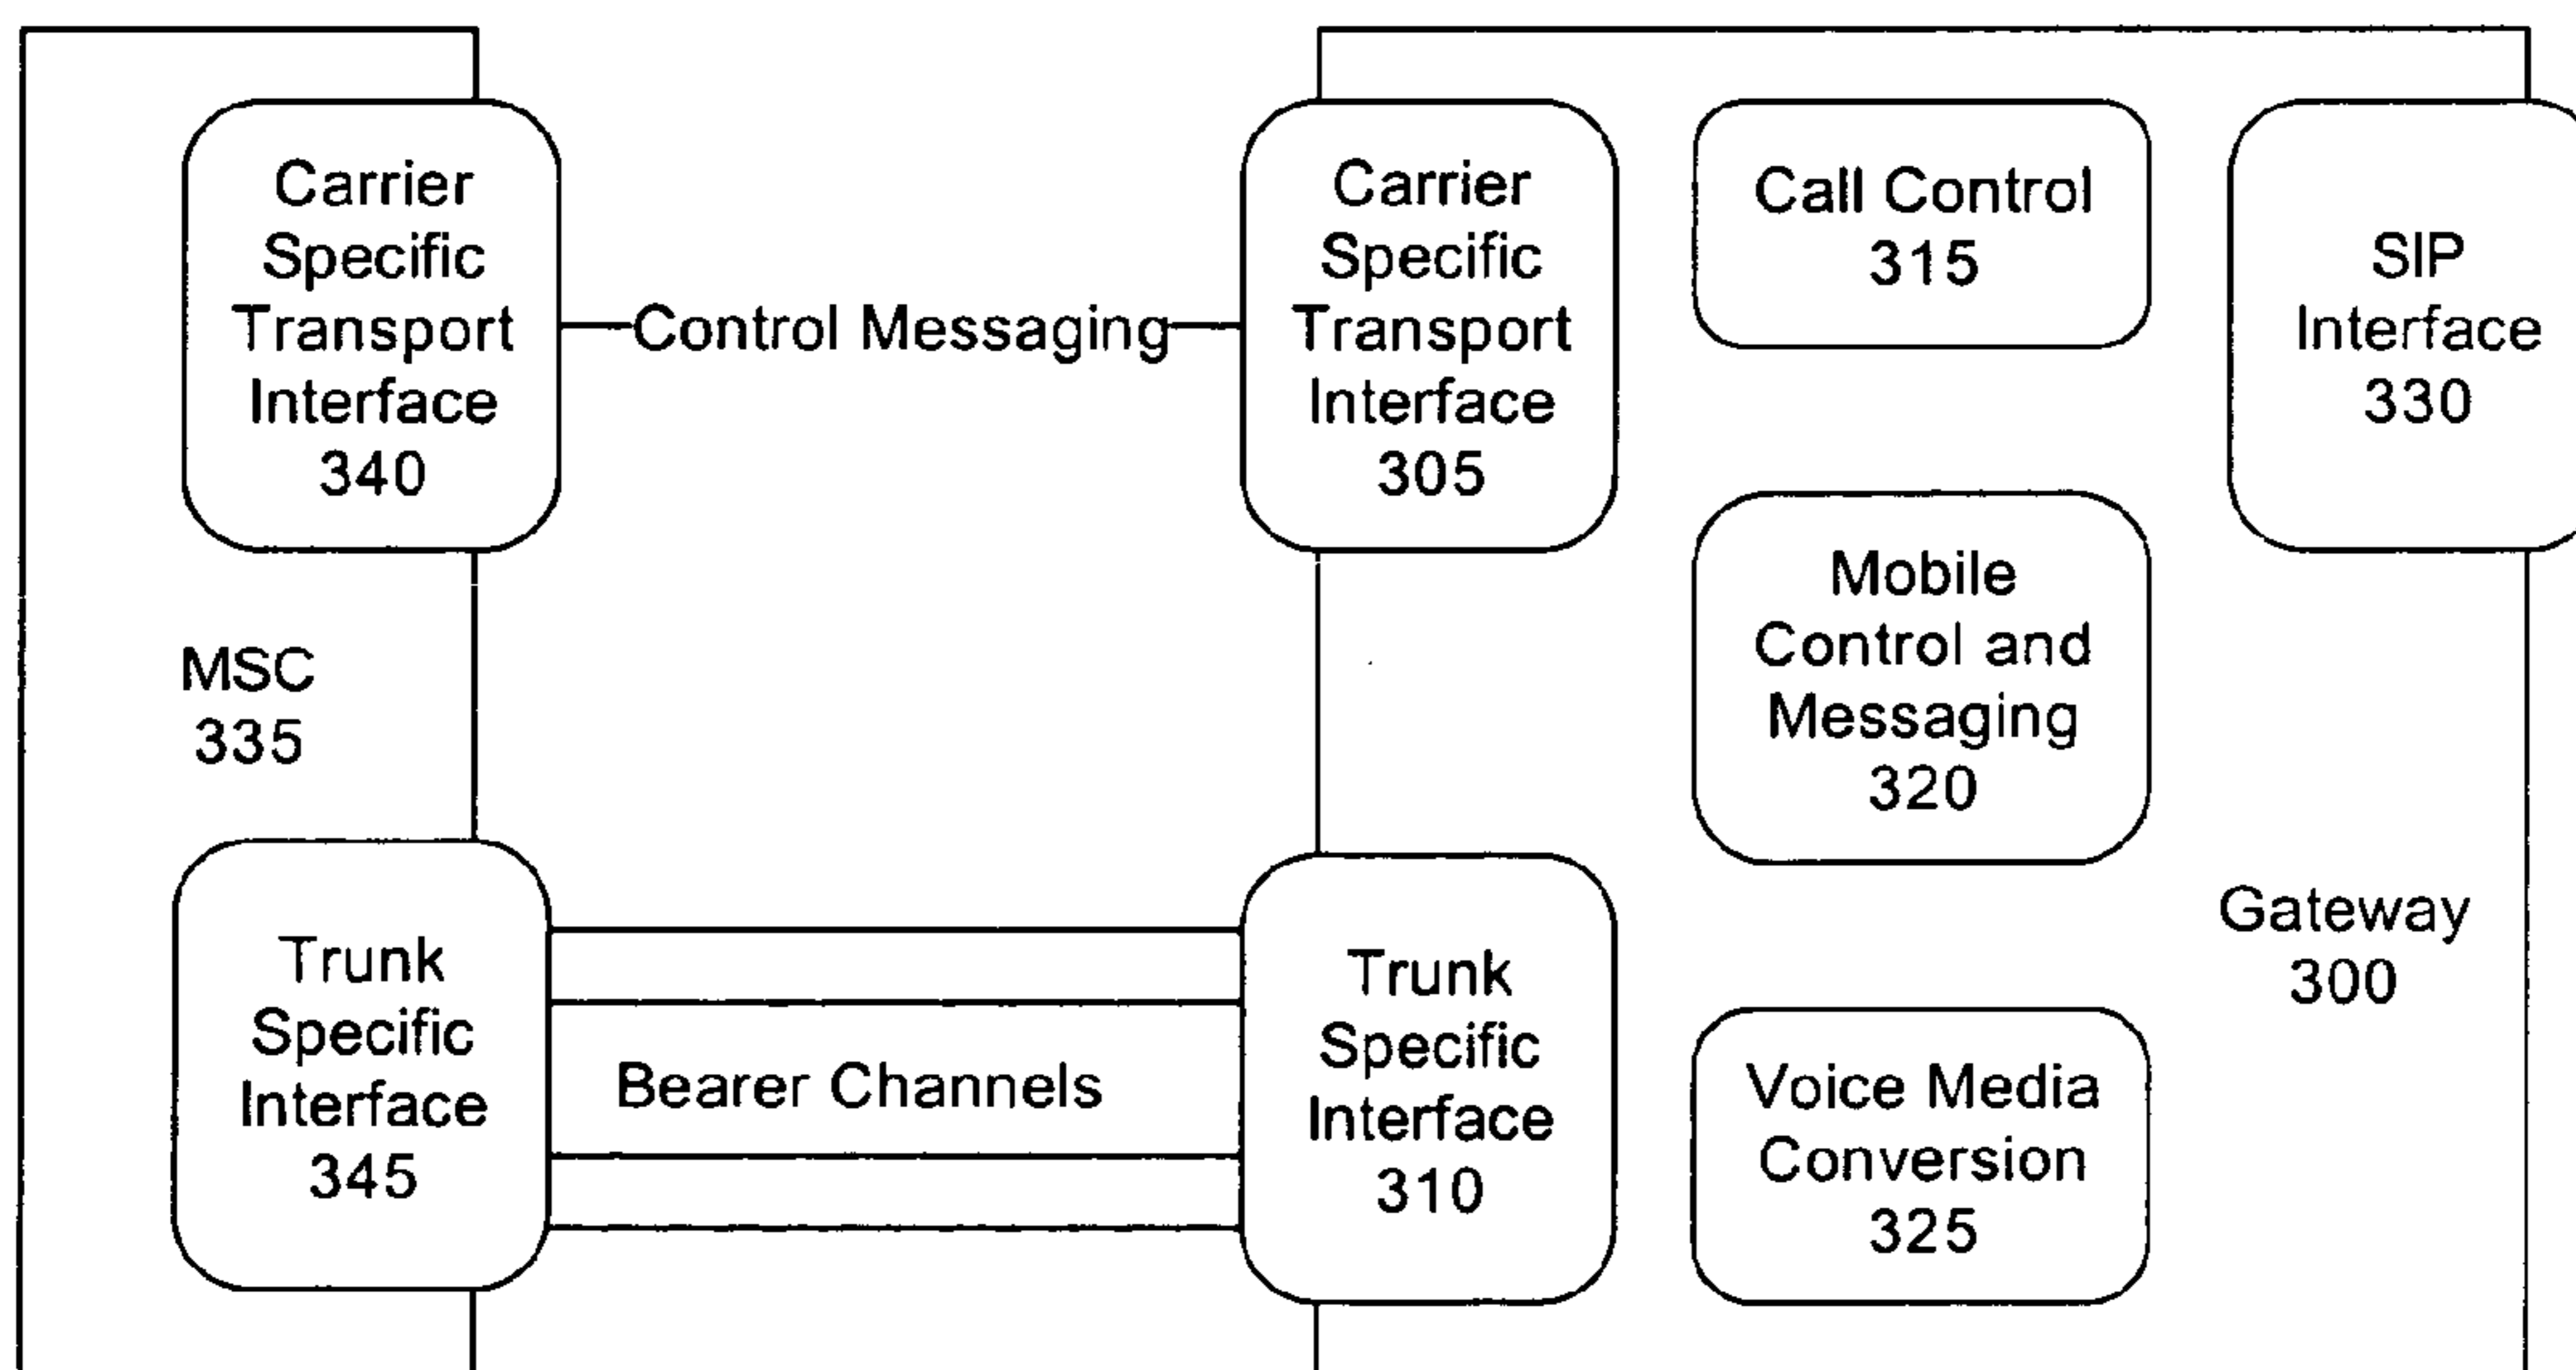 Carrier
Specific
Transport
Interface
340
Control Messaging
Carrier
Specific
Transport
Interface
305
Call Control
315
SIP
Interface
330
Mobile
Control and
Messaging
320
MSC
335
Gateway
300
Trunk
Specific
Interface
345
Bearer Channels
Trunk
Specific
Interface
310
Voice Media
Conversion
325